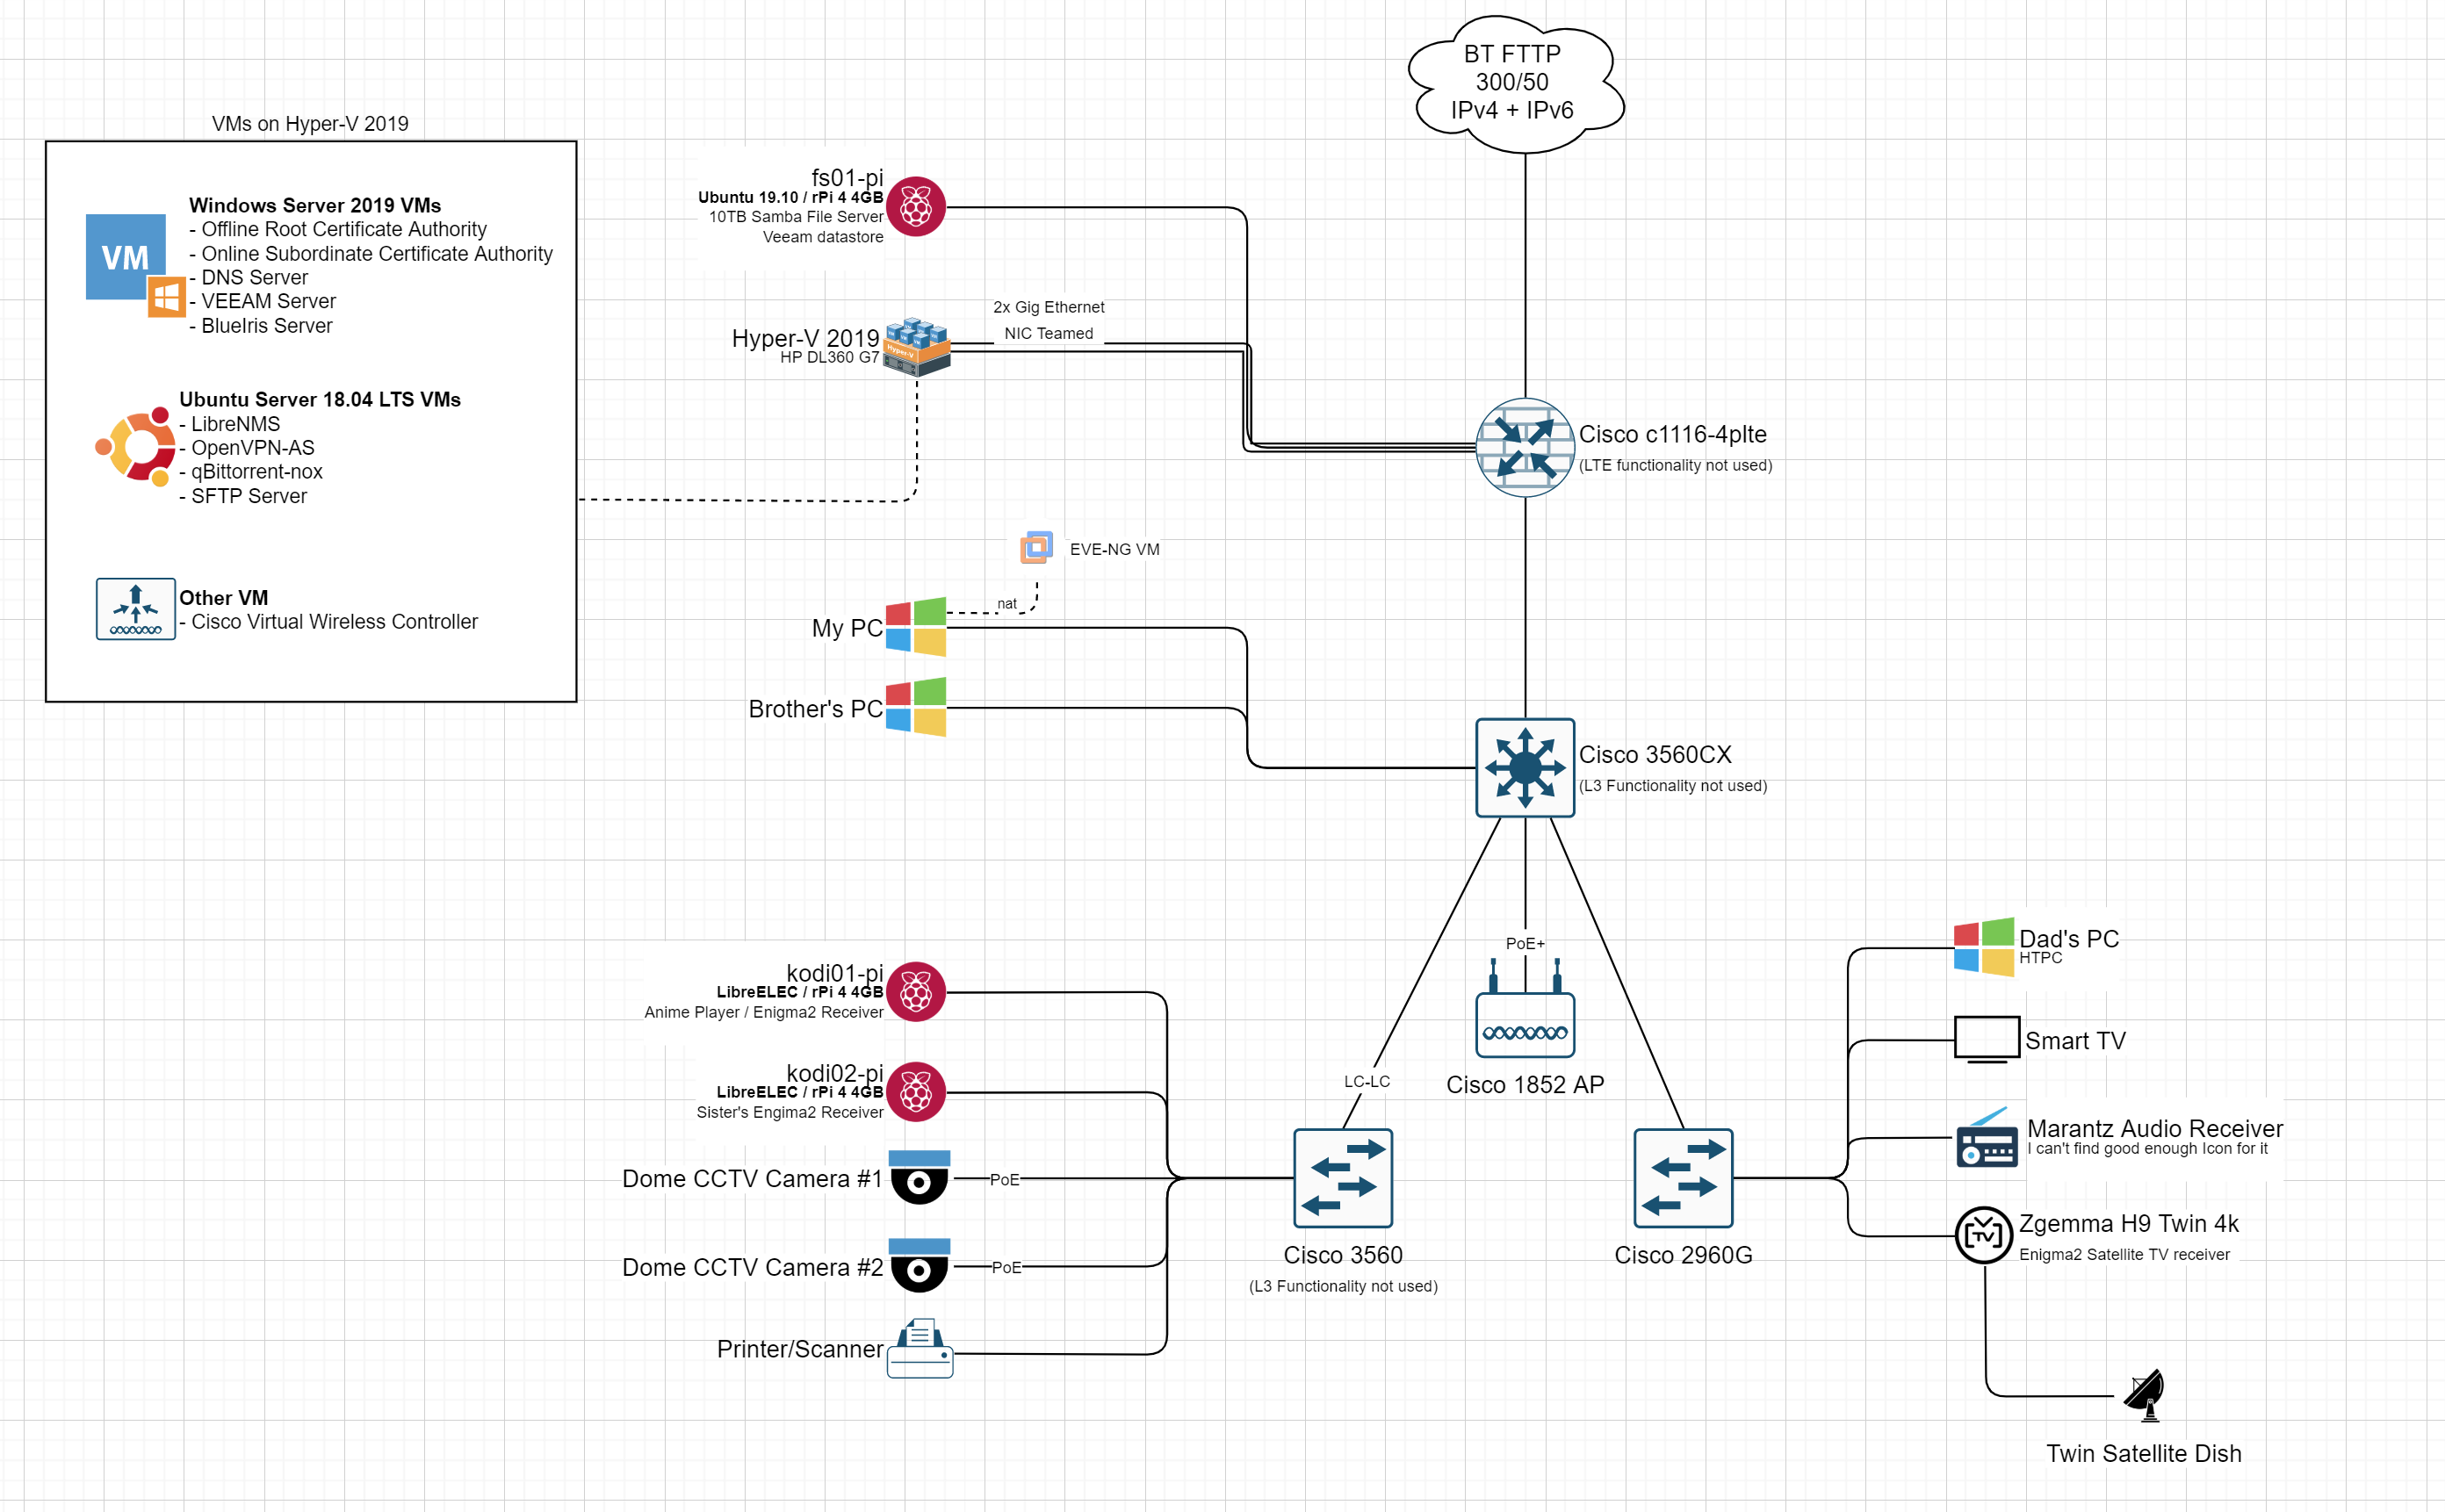 BT FTTP
300/50
IPv4 + IPv6
VMs on Hyper-V 2019
VM
Windows Server 2019 VMs
- Offline Root Certificate Authority
- Online Subordinate Certificate Authority
- DNS Server
- VEEAM Server
- BlueIris Server
Ubuntu Server 18.04 LTS VMs
- LibreNMS
- OpenVPN-AS
- qBittorrent-nox
- SFTP Server
Other VM
- Cisco Virtual Wireless Controller
fs01-pi
Ubuntu 19.10 / rPi 4 4GB
10TB Samba File Server
Veeam datastore
2x Gig Ethernet
NIC Teamed
Hyper-V 2019
HP DL360 G7
Hyper-V
Cisco c1116-4plte
(LTE functionality not used)
EVE-NG VM
nat
My PC
Brother's PC
Cisco 3560CX
(L3 Functionality not used)
PoE+
Cisco 1852 AP
LC-LC
kodi01-pi
LibreELEC / rPi 4 4GB
Anime Player / Enigma2 Receiver
kodi02-pi
LibreELEC / rPi 4 4GB
Sister's Engima2 Receiver
Dome CCTV Camera #1
PoE
Dome CCTV Camera #2
PoE
Printer/Scanner
Cisco 3560
(L3 Functionality not used)
Cisco 2960G
Dad's PC
HTPC
Smart TV
Marantz Audio Receiver
I can't find good enough Icon for it
TV
Zgemma H9 Twin 4k
Enigma2 Satellite TV receiver
Twin Satellite Dish